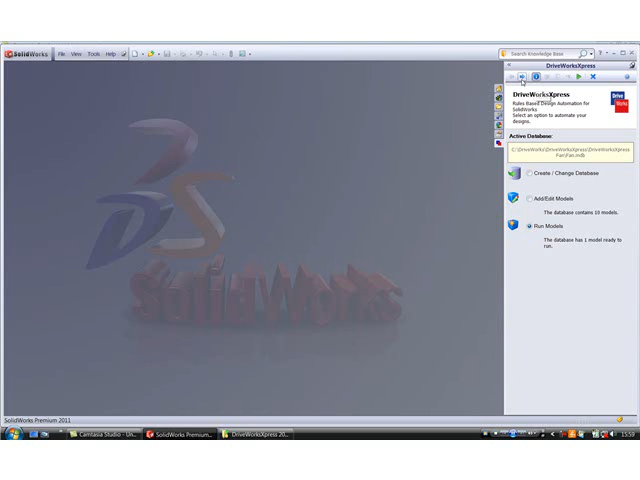 SolidWorks
File View Tools Help
Search Knowledge Base
DriveWorksXpress
DriveWorksXpress
Rules Based Design Automation for
SolidWorks
Select an option to automate your
designs.
Drive
Works
Active Database:
C:\DriveWorks\DriveWorksXpress\DriveWorksXpress
Fan\Fan.mdb
Create / Change Database
Add/Edit Models
The database contains 10 models.
Run Models
The database has 1 model ready to
run.
SolidWorks
SolidWorks Premium 2011
Camtasia Studio - Un...
SolidWorks Premium...
DriveWorksXpress 20...
15:59